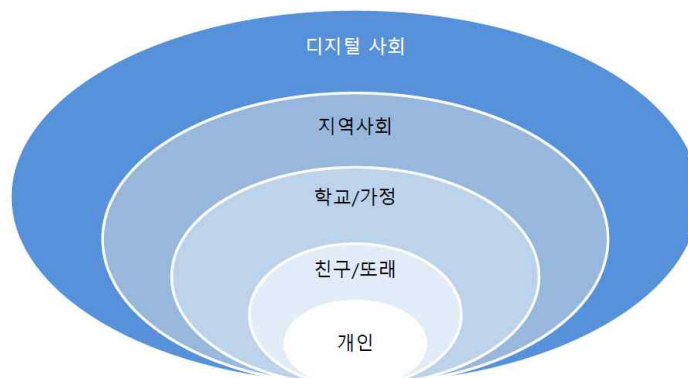 디지털 사회
지역사회
학교/가정
친구/또래
개인